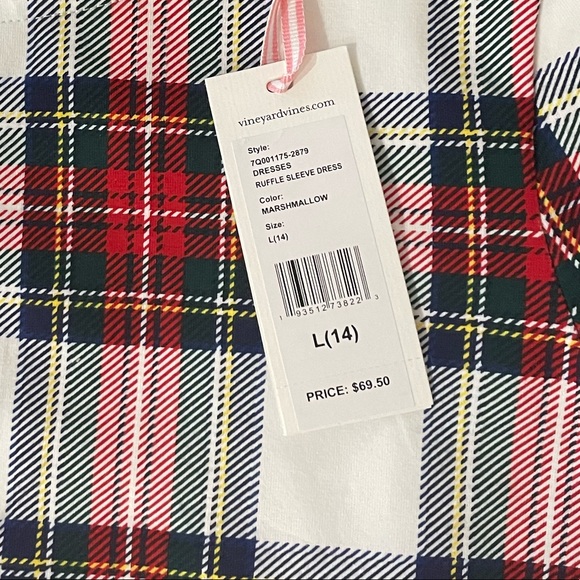 vineyardvines.com
Style:
7Q001175-2879
DRESSES
RUFFLE SLEEVE DRESS
Color:
MARSHMALLOW
Size:
L(14)
1 93512 73822 3
L(14)
PRICE: $69.50